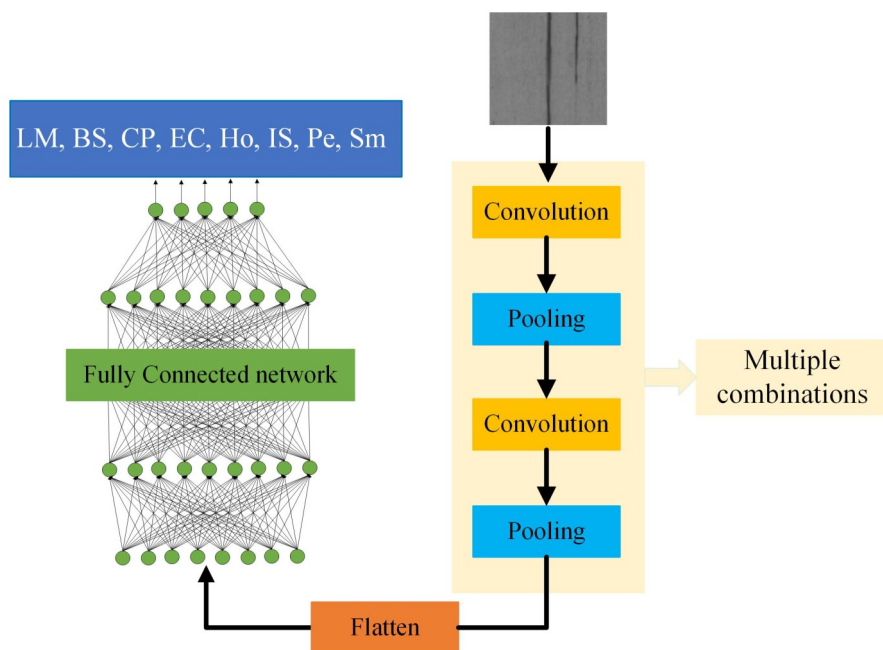 LM, BS, CP, EC, Ho, IS, Pe, Sm
Convolution
Pooling
Fully Connected network
Multiple
combinations
Convolution
Pooling
Flatten